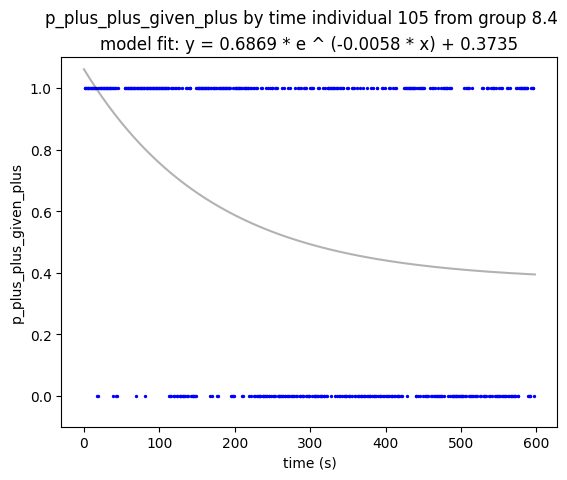 p_plus_plus_given_plus by time individual 105 from group 8.4
model fit: y = 0.6869 * e ^ (-0.0058 * x) + 0.3735
1.0
0.8
0.6
0.4
0.2
0.0
p_plus_plus_given_plus
0 100 200 300 400 500 600
time (s)